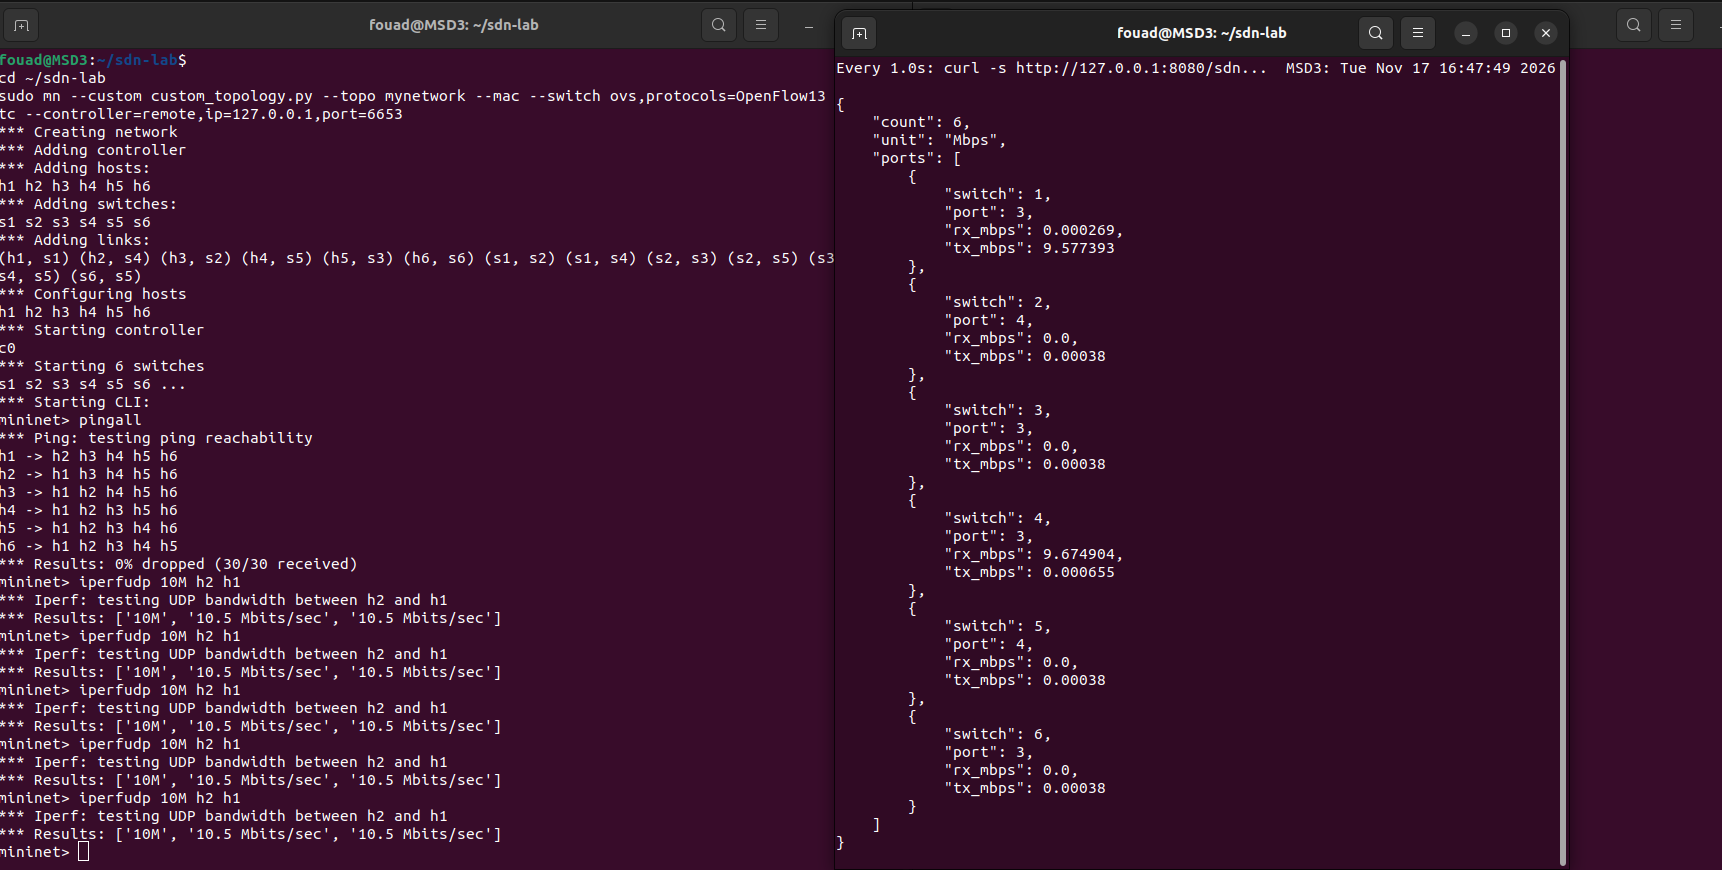 fouad@MSD3: ~/sdn-lab
fouad@MSD3:~/sdn-lab$
cd ~/sdn-lab
sudo mn --custom custom_topology.py --topo mynetwork --mac --switch ovs,protocols=OpenFlow13
tc --controller=remote,ip=127.0.0.1,port=6653
*** Creating network
*** Adding controller
*** Adding hosts:
h1 h2 h3 h4 h5 h6
*** Adding switches:
s1 s2 s3 s4 s5 s6
*** Adding links:
(h1, s1) (h2, s4) (h3, s2) (h4, s5) (h5, s3) (h6, s6) (s1, s2) (s1, s4) (s2, s3) (s2, s5) (s3
s4, s5) (s6, s5)
*** Configuring hosts
h1 h2 h3 h4 h5 h6
*** Starting controller
c0
*** Starting 6 switches
s1 s2 s3 s4 s5 s6 ...
*** Starting CLI:
mininet> pingall
*** Ping: testing ping reachability
h1 -> h2 h3 h4 h5 h6
h2 -> h1 h3 h4 h5 h6
h3 -> h1 h2 h4 h5 h6
h4 -> h1 h2 h3 h5 h6
h5 -> h1 h2 h3 h4 h6
h6 -> h1 h2 h3 h4 h5
*** Results: 0% dropped (30/30 received)
mininet> iperfudp 10M h2 h1
*** Iperf: testing UDP bandwidth between h2 and h1
*** Results: ['10M', '10.5 Mbits/sec', '10.5 Mbits/sec']
mininet> iperfudp 10M h2 h1
*** Iperf: testing UDP bandwidth between h2 and h1
*** Results: ['10M', '10.5 Mbits/sec', '10.5 Mbits/sec']
mininet> iperfudp 10M h2 h1
*** Iperf: testing UDP bandwidth between h2 and h1
*** Results: ['10M', '10.5 Mbits/sec', '10.5 Mbits/sec']
mininet> iperfudp 10M h2 h1
*** Iperf: testing UDP bandwidth between h2 and h1
*** Results: ['10M', '10.5 Mbits/sec', '10.5 Mbits/sec']
mininet> iperfudp 10M h2 h1
*** Iperf: testing UDP bandwidth between h2 and h1
*** Results: ['10M', '10.5 Mbits/sec', '10.5 Mbits/sec']
mininet>
fouad@MSD3: ~/sdn-lab
Every 1.0s: curl -s http://127.0.0.1:8080/sdn...  MSD3: Tue Nov 17 16:47:49 2026
{
    "count": 6,
    "unit": "Mbps",
    "ports": [
        {
            "switch": 1,
            "port": 3,
            "rx_mbps": 0.000269,
            "tx_mbps": 9.577393
        },
        {
            "switch": 2,
            "port": 4,
            "rx_mbps": 0.0,
            "tx_mbps": 0.00038
        },
        {
            "switch": 3,
            "port": 3,
            "rx_mbps": 0.0,
            "tx_mbps": 0.00038
        },
        {
            "switch": 4,
            "port": 3,
            "rx_mbps": 9.674904,
            "tx_mbps": 0.000655
        },
        {
            "switch": 5,
            "port": 4,
            "rx_mbps": 0.0,
            "tx_mbps": 0.00038
        },
        {
            "switch": 6,
            "port": 3,
            "rx_mbps": 0.0,
            "tx_mbps": 0.00038
        }
    ]
}